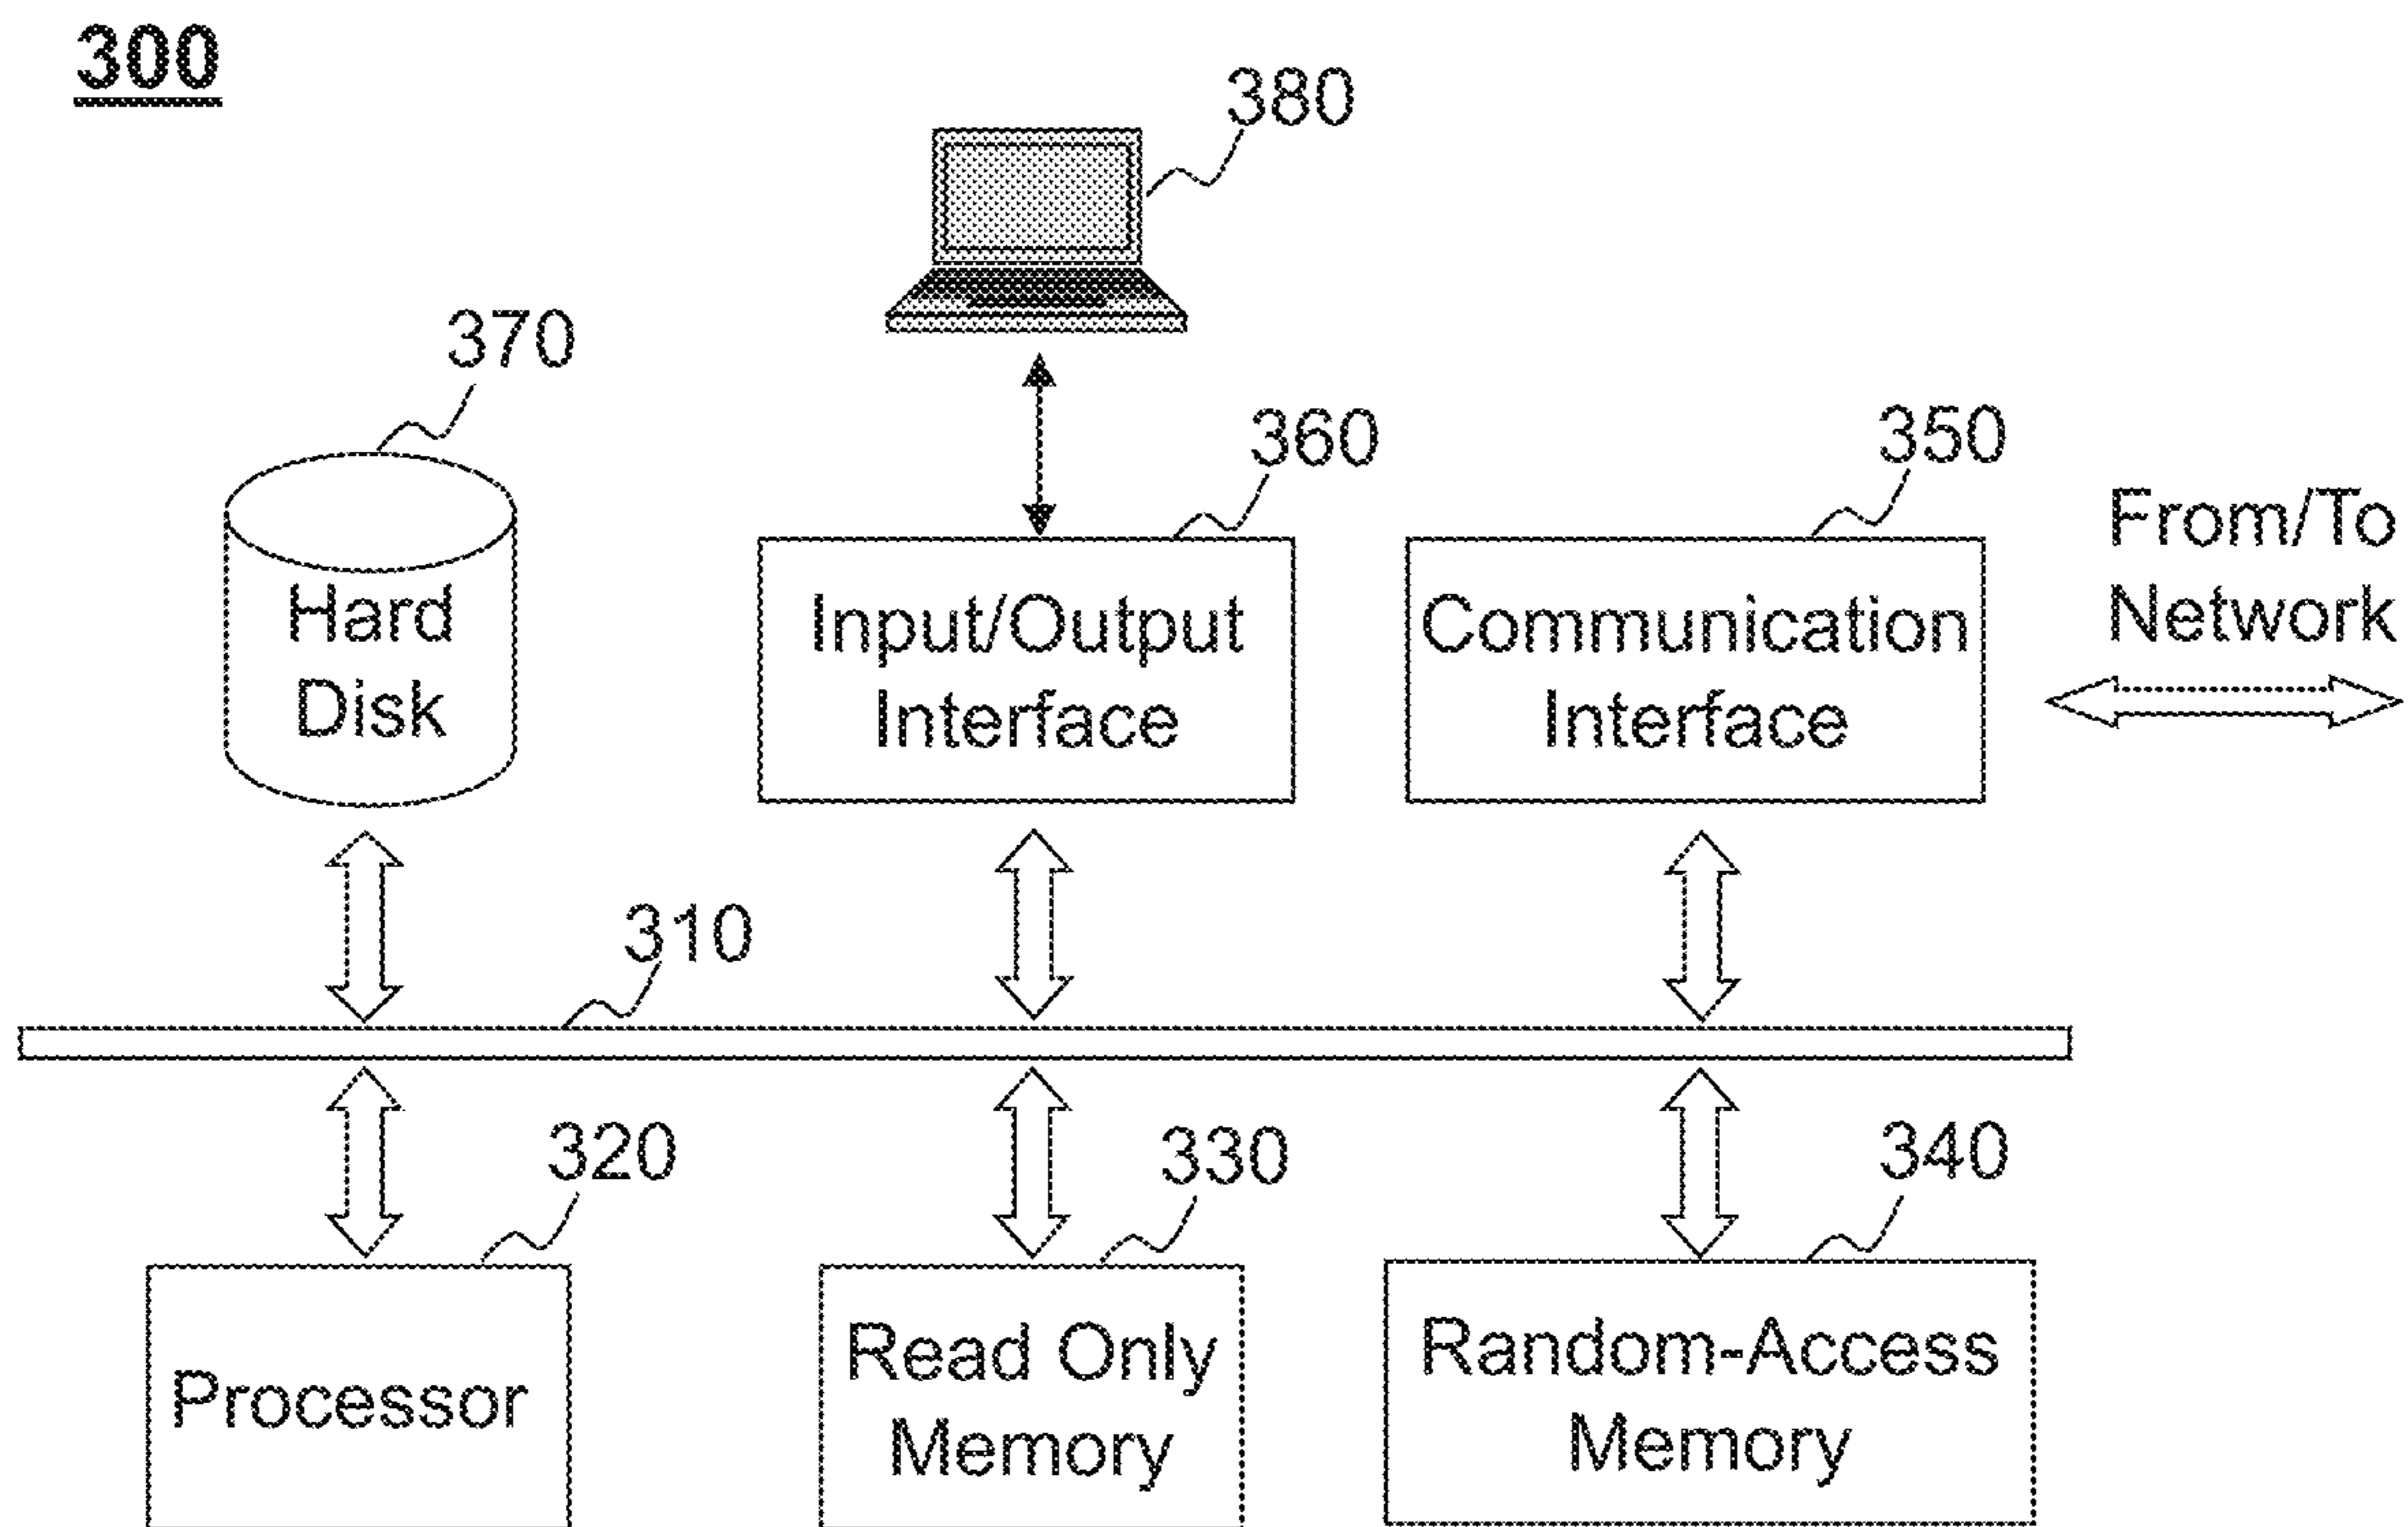 300
380
370
360
350
From/To
Network
Hard
Disk
Input/Output
Interface
Communication
Interface
310
320
330
340
Processor
Read Only
Memory
Random-Access
Memory